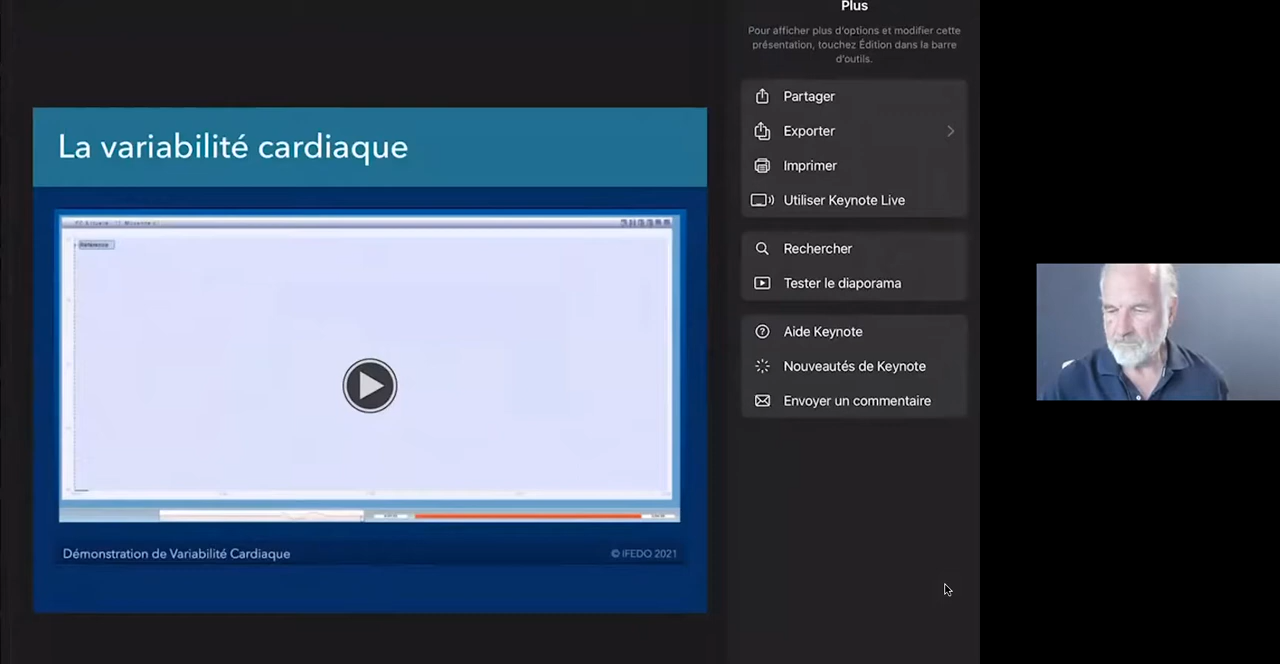 Plus
Pour afficher plus d'options et modifier cette
présentation, touchez Édition dans la barre
d'outils.
Partager
Exporter
Imprimer
Utiliser Keynote Live
Rechercher
Tester le diaporama
Aide Keynote
Nouveautés de Keynote
Envoyer un commentaire
La variabilité cardiaque
Référence
Démonstration de Variabilité Cardiaque
© IFEDO 2021